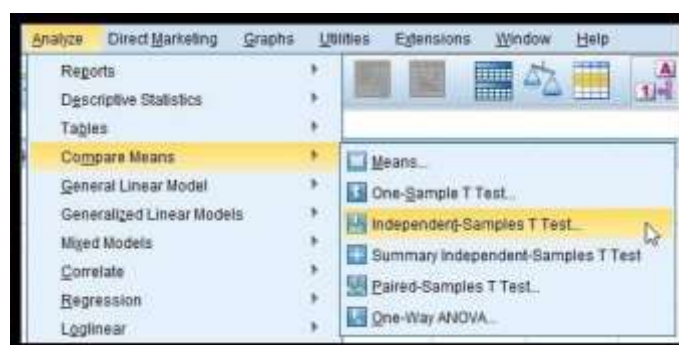 Analyze Direct Marketing Graphs Utilities Extensions Window Help
Reports
Descriptive Statistics
Tables
Compare Means
General Linear Model
Generalized Linear Models
Mixed Models
Correlate
Regression
Loglinear
A
1
Means...
One-Sample T Test...
Independent-Samples T Test...
Summary Independent-Samples T Test
Paired-Samples T Test...
One-Way ANOVA...